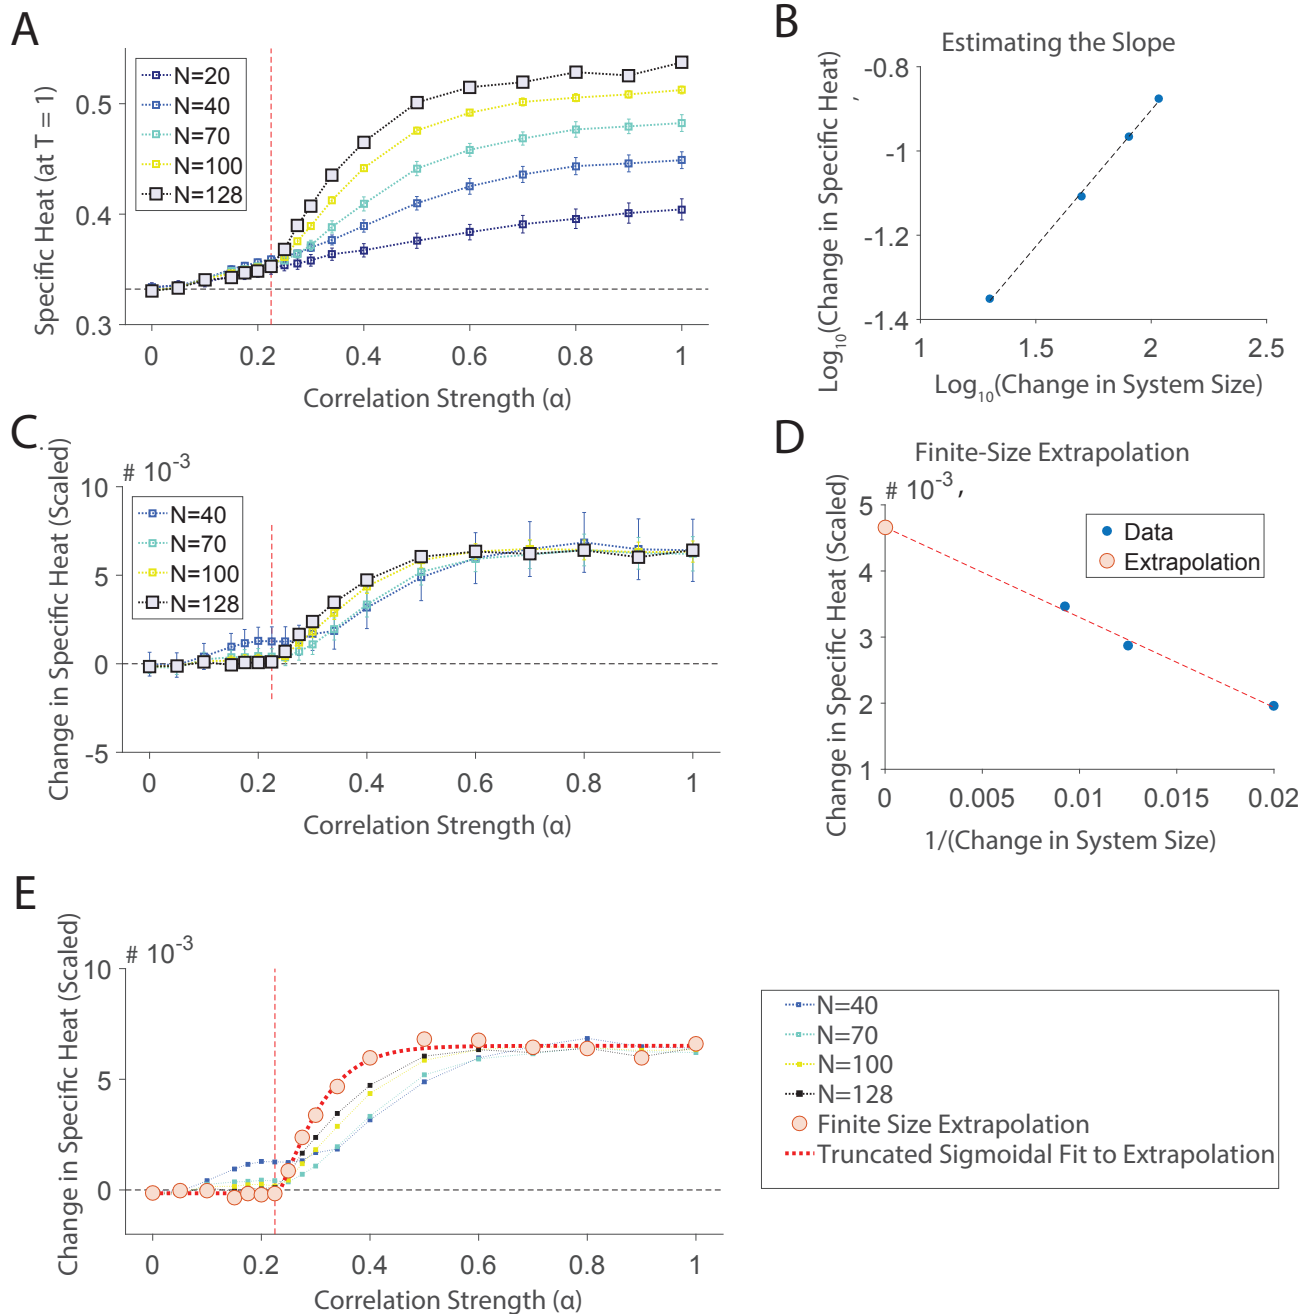 A
Specific Heat (at T = 1)
0.5
0.4
0.3
N=20
N=40
N=70
N=100
N=128
0 0.2 0.4 0.6 0.8 1
Correlation Strength (α)
B
Estimating the Slope
Log10(Change in Specific Heat)
,
-0.8
-1
-1.2
-1.4
1 1.5 2 2.5
Log10(Change in System Size)
C
Change in Specific Heat (Scaled)
# 10-3
10
5
0
-5
N=40
N=70
N=100
N=128
0 0.2 0.4 0.6 0.8 1
Correlation Strength (α)
D
Finite-Size Extrapolation
Change in Specific Heat (Scaled)
# 10-3 ,
5
4
3
2
1
Data
Extrapolation
0 0.005 0.01 0.015 0.02
1/(Change in System Size)
E
Change in Specific Heat (Scaled)
# 10-3
10
5
0
0 0.2 0.4 0.6 0.8 1
Correlation Strength (α)
N=40
N=70
N=100
N=128
Finite Size Extrapolation
Truncated Sigmoidal Fit to Extrapolation